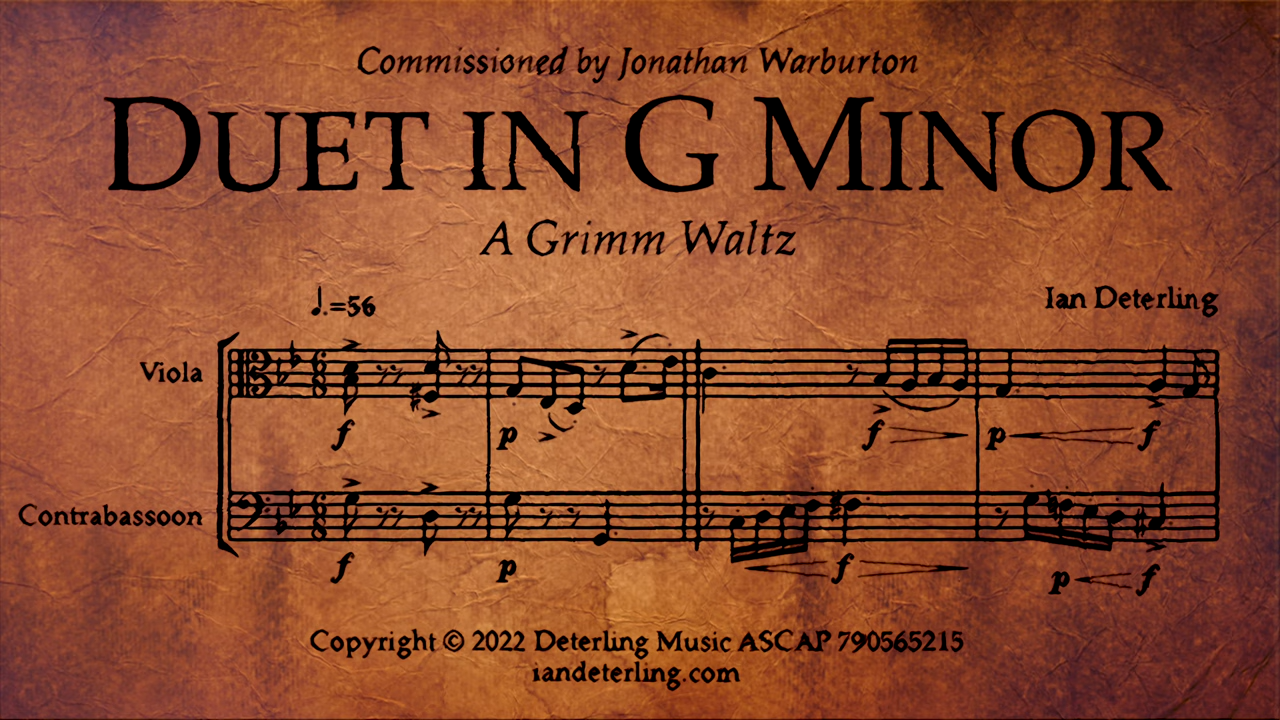 Commissioned by Jonathan Warburton
DUET IN G MINOR
A Grimm Waltz
♩.=56
Ian Deterling
Viola
f
p
f
p
f
Contrabassoon
f
p
f
p
f
Copyright © 2022 Deterling Music ASCAP 790565215
iandeterling.com